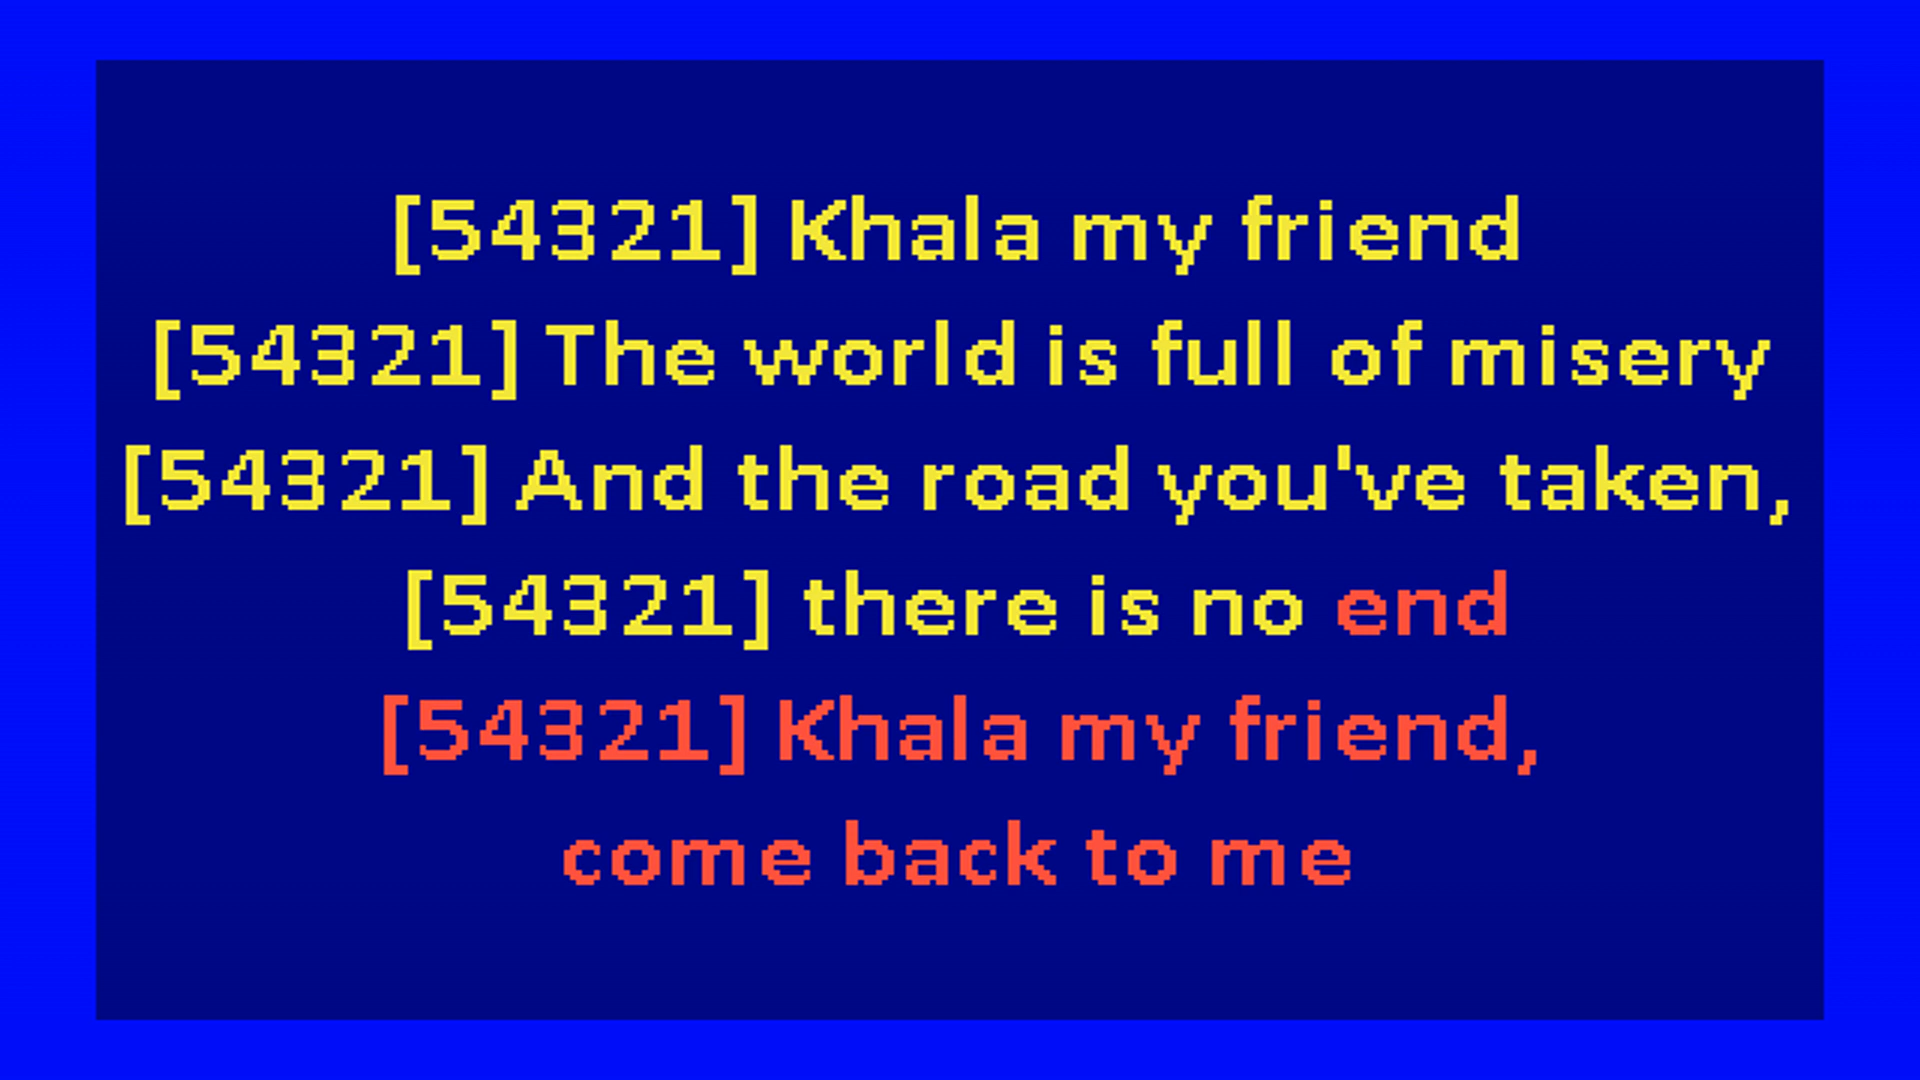 [54321] Khala my friend
[54321] The world is full of misery
[54321] And the road you've taken,
[54321] there is no end
[54321] Khala my friend,
come back to me